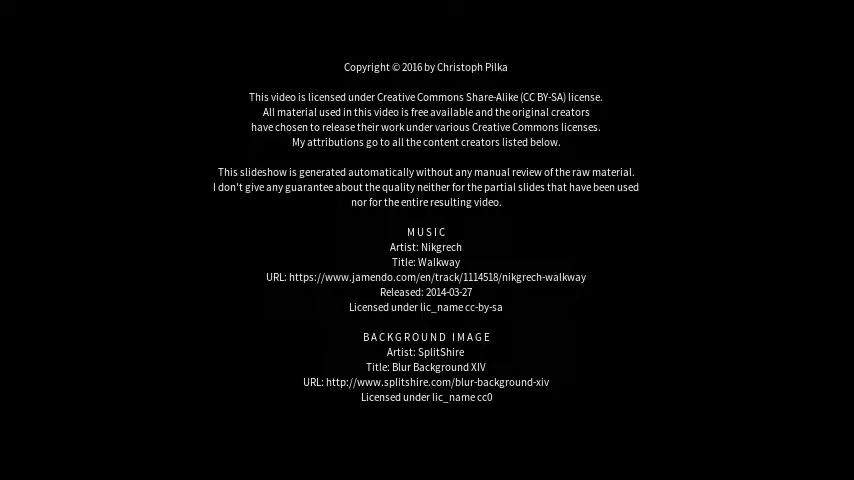 Copyright © 2016 by Christoph Pilka
This video is licensed under Creative Commons Share-Alike (CC BY-SA) license.
All material used in this video is free available and the original creators
have chosen to release their work under various Creative Commons licenses.
My attributions go to all the content creators listed below.
This slideshow is generated automatically without any manual review of the raw material.
I don't give any guarantee about the quality neither for the partial slides that have been used
nor for the entire resulting video.
M U S I C
Artist: Nikgrech
Title: Walkway
URL: https://www.jamendo.com/en/track/1114518/nikgrech-walkway
Released: 2014-03-27
Licensed under lic_name cc-by-sa
B A C K G R O U N D   I M A G E
Artist: SplitShire
Title: Blur Background XIV
URL: http://www.splitshire.com/blur-background-xiv
Licensed under lic_name cc0